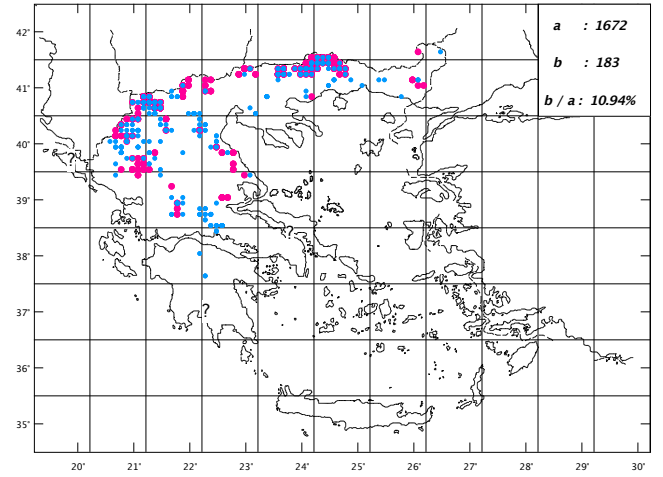 42'
a : 1672
41'
b : 183
b / a : 10.94%
40'
?
39'
?
38'
?
37'
36'
35'
20' 21' 22' 23' 24' 25' 26' 27' 28' 29' 30'